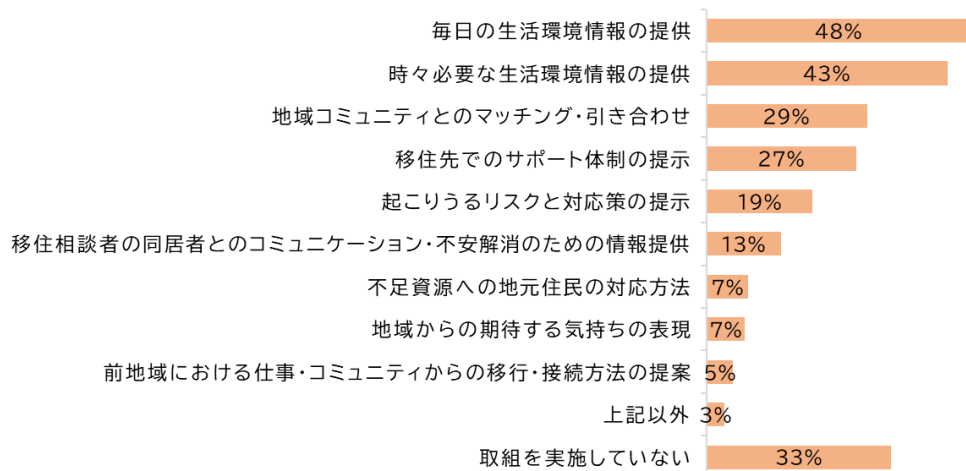 毎日の生活環境情報の提供 48%
時々必要な生活環境情報の提供 43%
地域コミュニティとのマッチング・引き合わせ 29%
移住先でのサポート体制の提示 27%
起こりうるリスクと対応策の提示 19%
移住相談者の同居者とのコミュニケーション・不安解消のための情報提供 13%
不足資源への地元住民の対応方法 7%
地域からの期待する気持ちの表現 7%
前地域における仕事・コミュニティからの移行・接続方法の提案 5%
上記以外 3%
取組を実施していない 33%